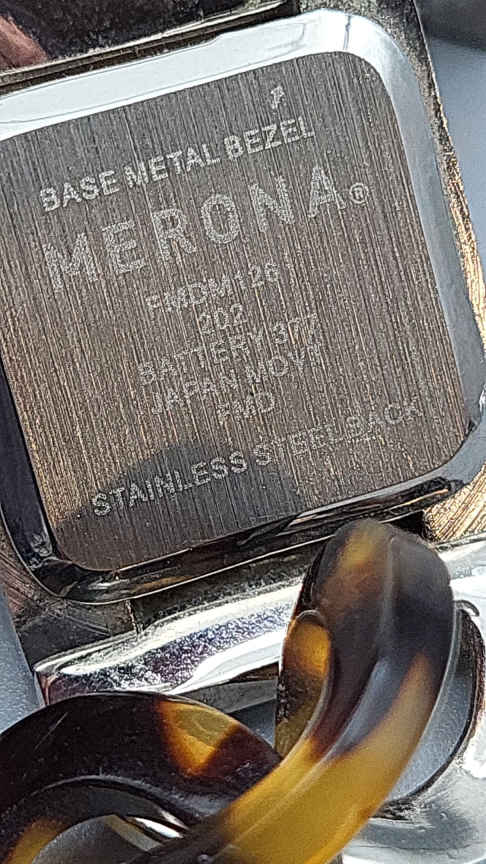 BASE METAL BEZEL
MERONA®
FMDM126
202
BATTERY 377
JAPAN MOV'T
FMD
STAINLESS STEEL BACK